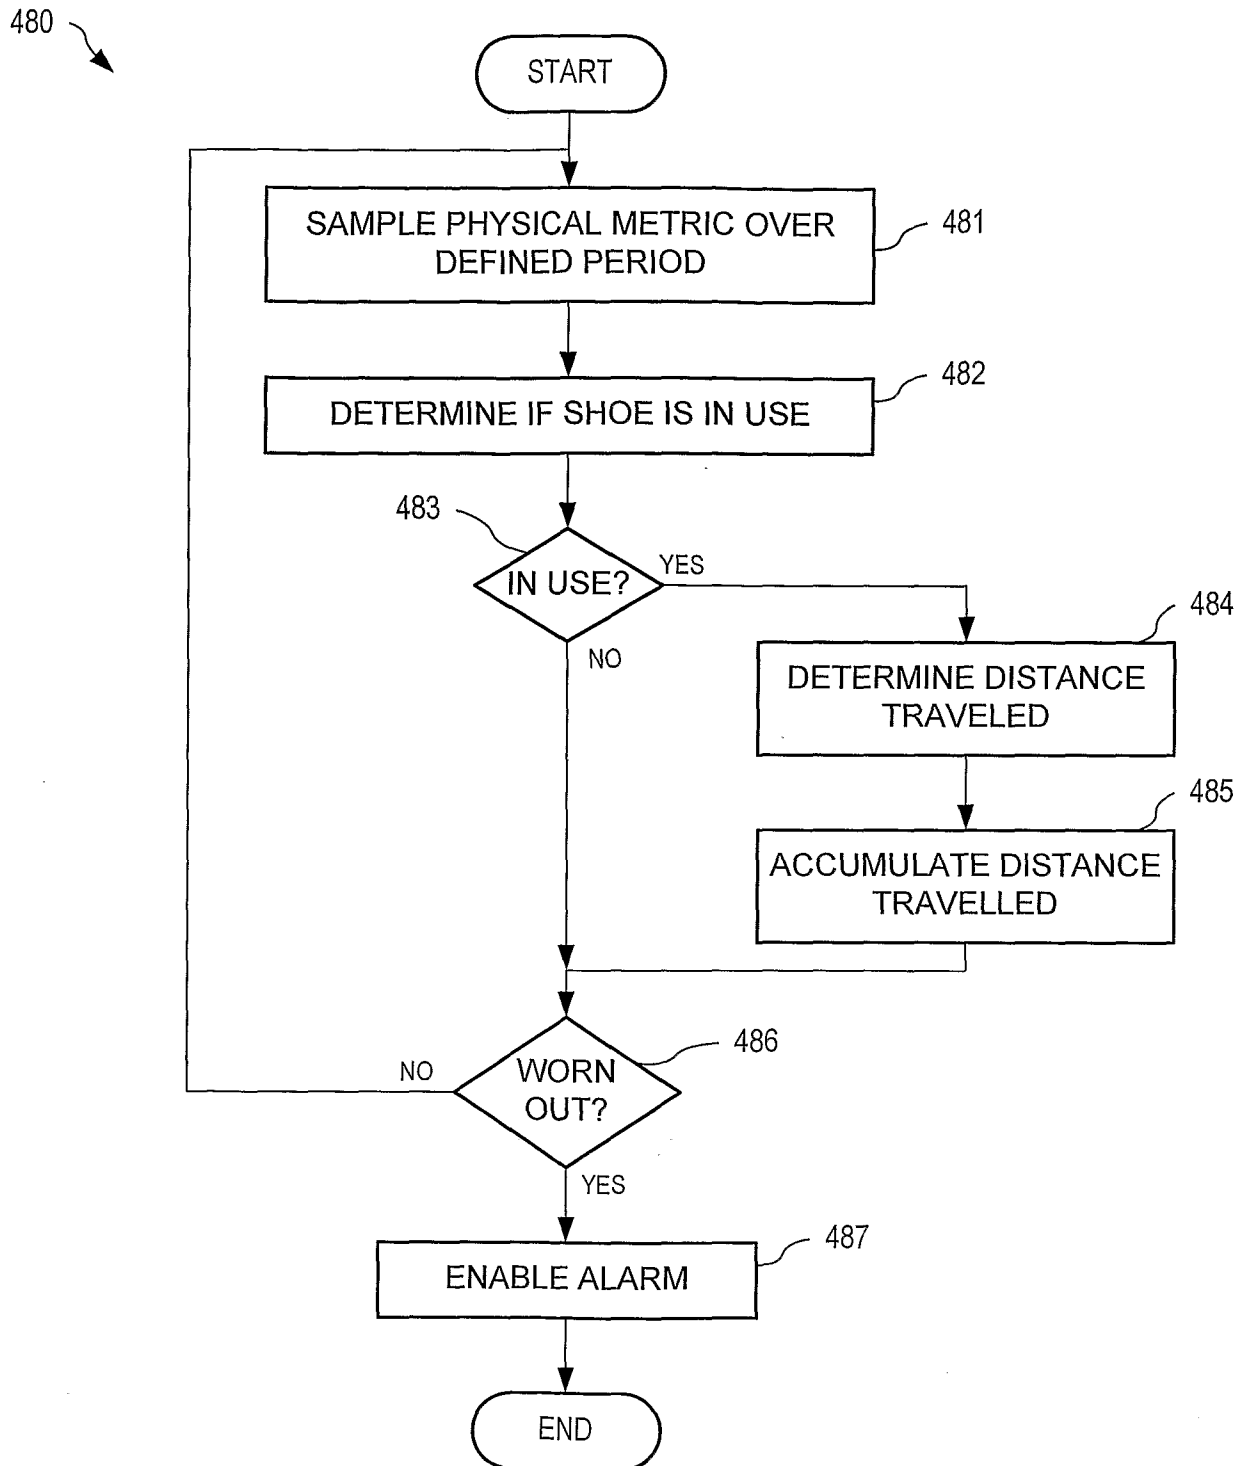 480
START
SAMPLE PHYSICAL METRIC OVER
DEFINED PERIOD
481
DETERMINE IF SHOE IS IN USE
482
483
IN USE?
YES
NO
484
DETERMINE DISTANCE
TRAVELED
485
ACCUMULATE DISTANCE
TRAVELLED
486
WORN
OUT?
NO
YES
487
ENABLE ALARM
END